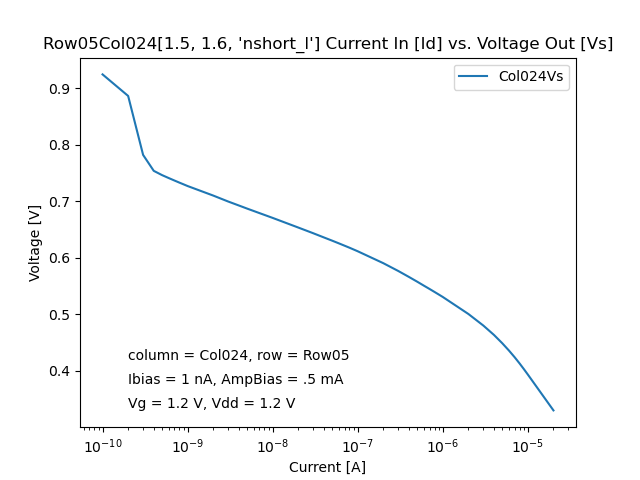 Row05Col024[1.5, 1.6, 'nshort_l'] Current In [Id] vs. Voltage Out [Vs]
Col024Vs
0.9
0.8
0.7
0.6
0.5
0.4
Voltage [V]
column = Col024, row = Row05
Ibias = 1 nA, AmpBias = .5 mA
Vg = 1.2 V, Vdd = 1.2 V
10⁻¹⁰ 10⁻⁹ 10⁻⁸ 10⁻⁷ 10⁻⁶ 10⁻⁵
Current [A]